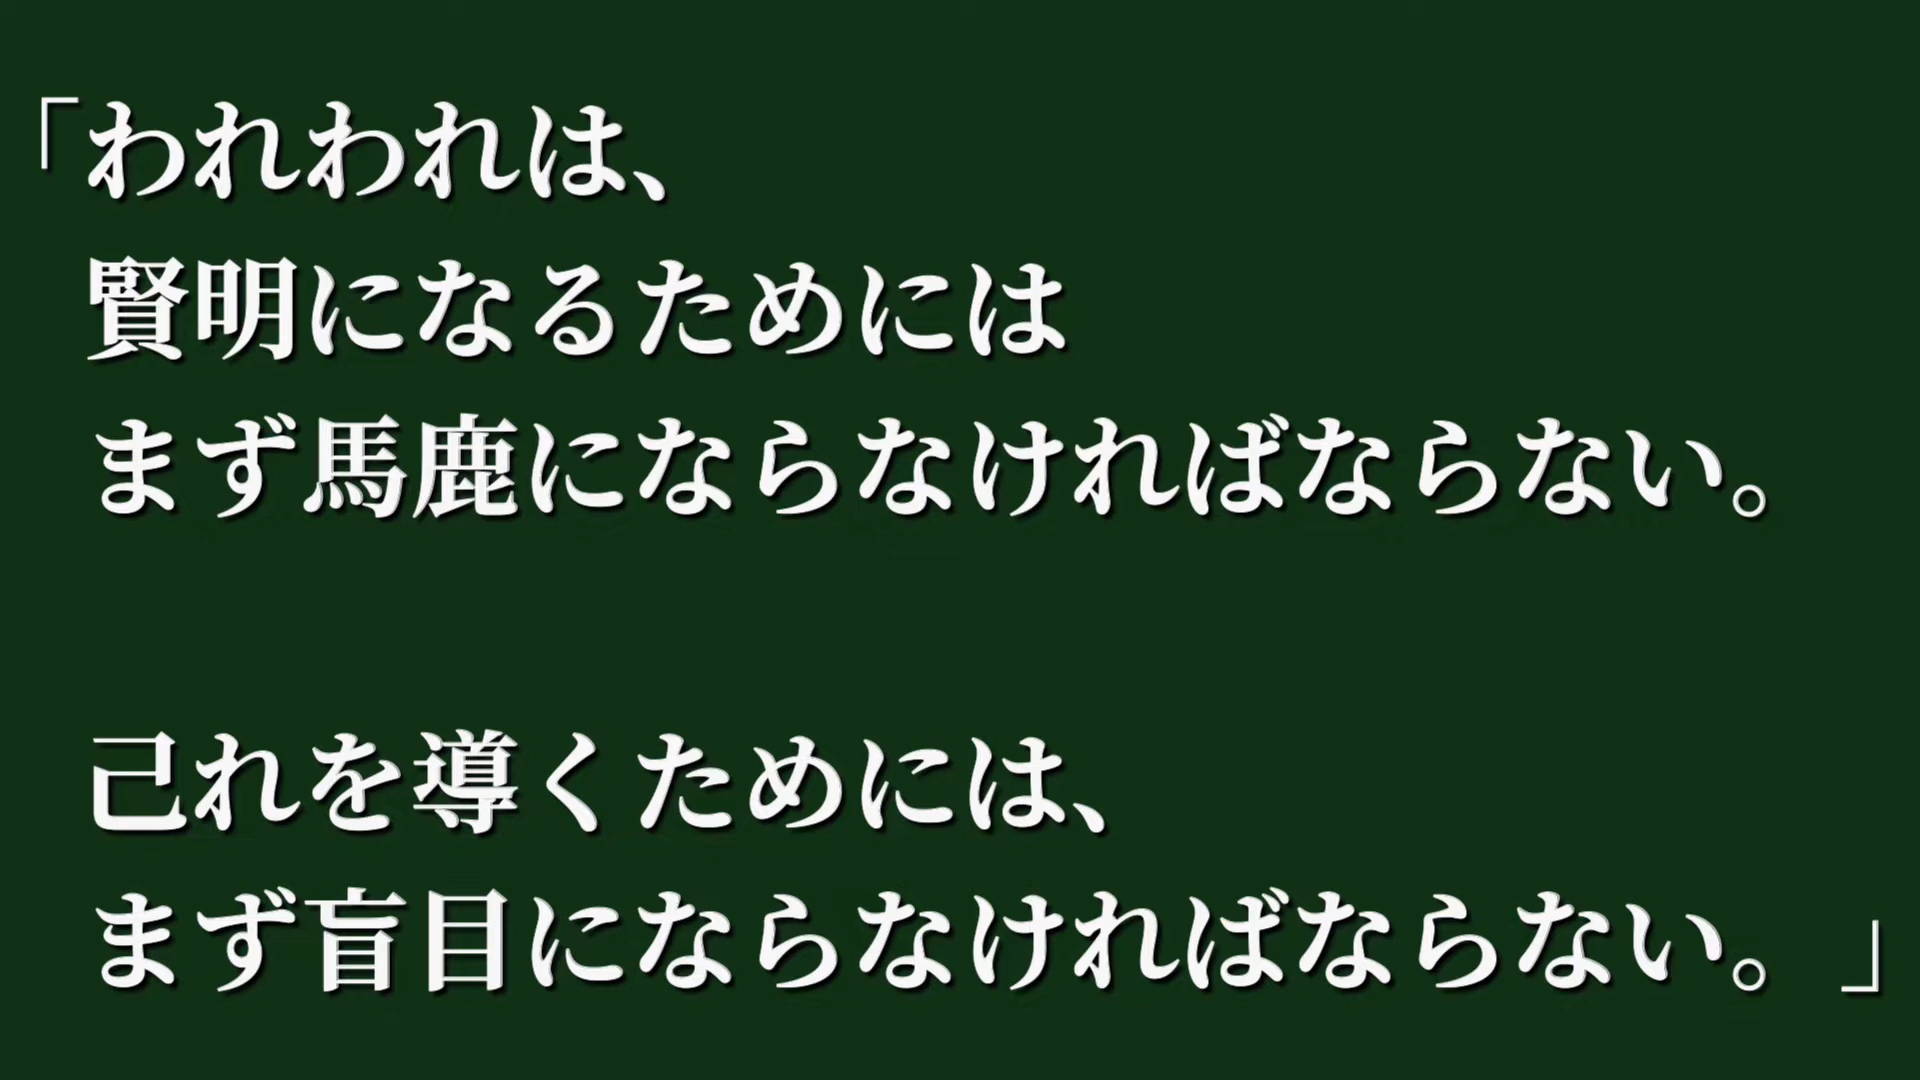 「われわれは、
賢明になるためには
まず馬鹿にならなければならない。
己れを導くためには、
まず盲目にならなければならない。」